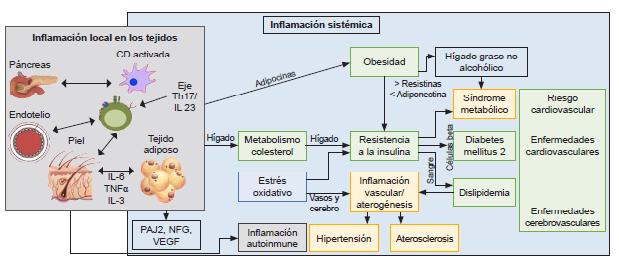 Inflamación sistémica
Inflamación local en los tejidos
CD activada
Páncreas
Eje
Th17/
IL 23
Endotelio
Piel
Tejido
adiposo
IL-6
TNFα
IL-3
Adipocinas
Obesidad
Hígado graso no
alcohólico
> Resistinas
< Adiponectina
Síndrome
metabólico
Riesgo
cardiovascular
Hígado
Metabolismo
colesterol
Hígado
Resistencia
a la insulina
Células beta
Diabetes
mellitus 2
Enfermedades
cardiovasculares
Sangre
Estrés
oxidativo
Vasos y
cerebro
Inflamación
vascular/
aterogénesis
Dislipidemia
Enfermedades
cerebrovasculares
PAJ2, NFG,
VEGF
Inflamación
autoinmune
Hipertensión
Aterosclerosis